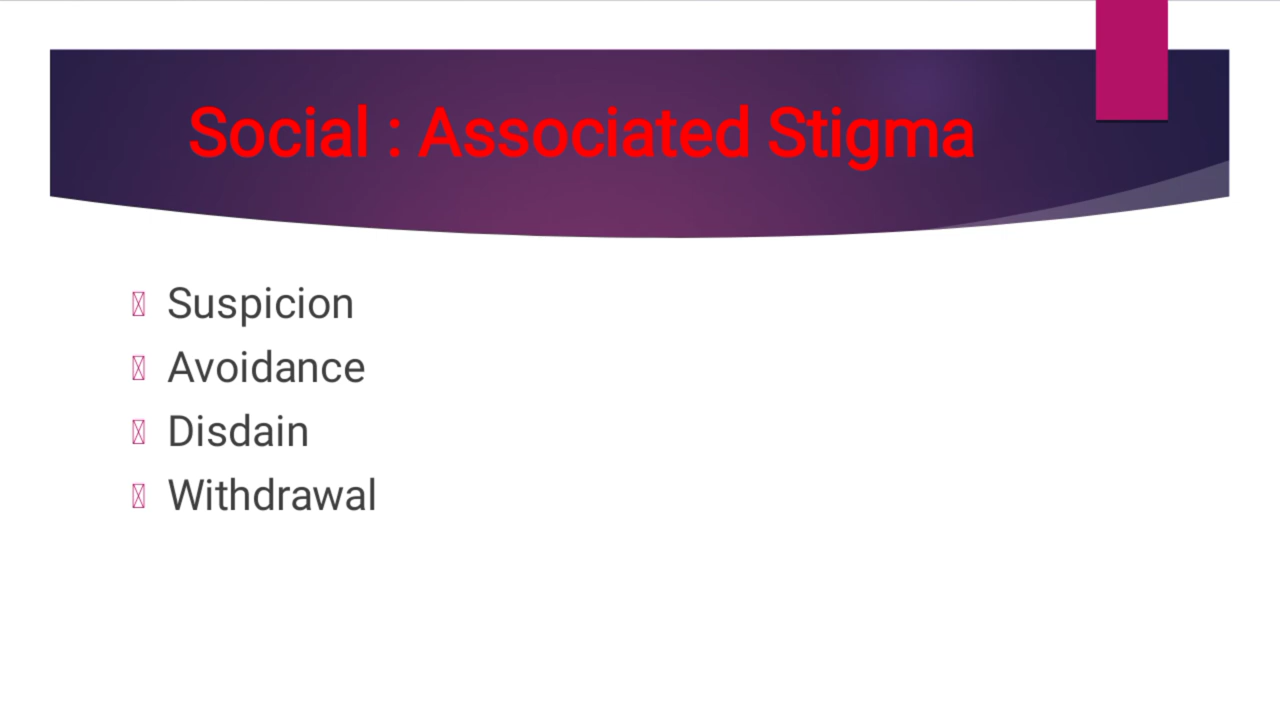 Social : Associated Stigma
Suspicion
Avoidance
Disdain
Withdrawal